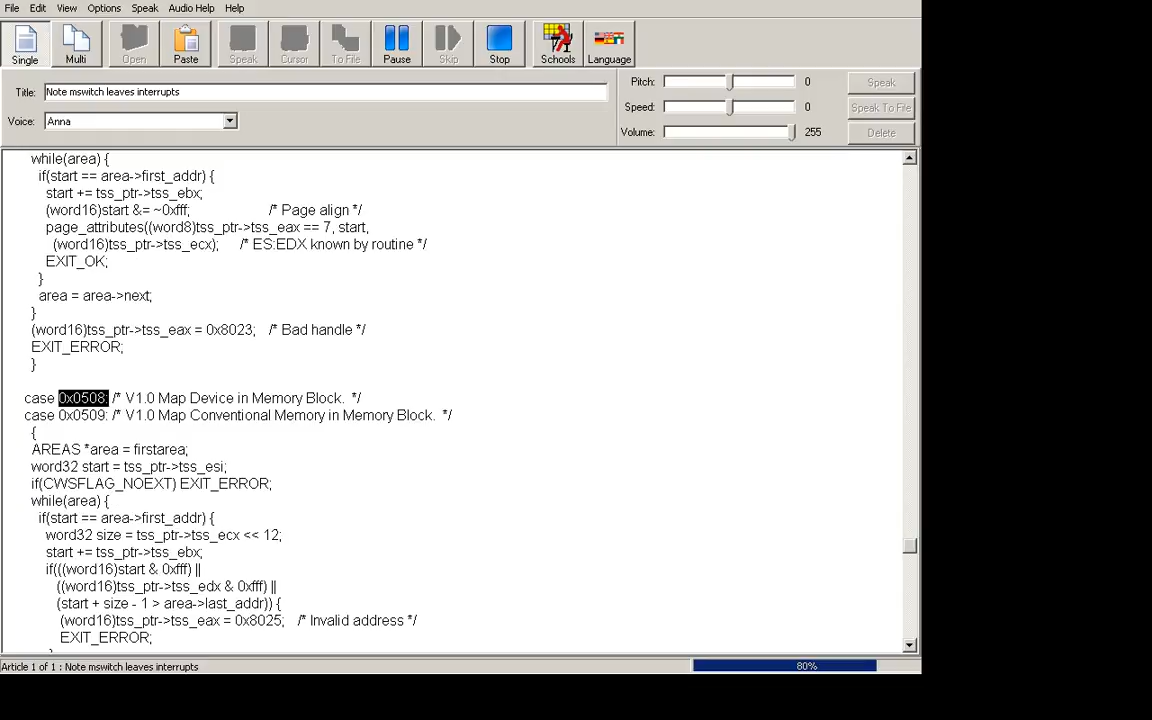 File Edit View Options Speak Audio Help Help
Single Multi Open Paste Speak Cursor To File Pause Skip Stop Schools Language
Title: Note mswitch leaves interrupts
Voice: Anna
Pitch: 0 Speak
Speed: 0 Speak To File
Volume: 255 Delete
while(area) {
if(start == area->first_addr) {
start += tss_ptr->tss_ebx;
(word16)start &= ~0xfff; /* Page align */
page_attributes((word8)tss_ptr->tss_eax == 7, start,
(word16)tss_ptr->tss_ecx); /* ES:EDX known by routine */
EXIT_OK;
}
area = area->next;
}
(word16)tss_ptr->tss_eax = 0x8023; /* Bad handle */
EXIT_ERROR;
}
case 0x0508: /* V1.0 Map Device in Memory Block. */
case 0x0509: /* V1.0 Map Conventional Memory in Memory Block. */
{
AREAS *area = firstarea;
word32 start = tss_ptr->tss_esi;
if(CWSFLAG_NOEXT) EXIT_ERROR;
while(area) {
if(start == area->first_addr) {
word32 size = tss_ptr->tss_ecx << 12;
start += tss_ptr->tss_ebx;
if(((word16)start & 0xfff) ||
((word16)tss_ptr->tss_edx & 0xfff) ||
(start + size - 1 > area->last_addr)) {
(word16)tss_ptr->tss_eax = 0x8025; /* Invalid address */
EXIT_ERROR;
Article 1 of 1 : Note mswitch leaves interrupts 80%